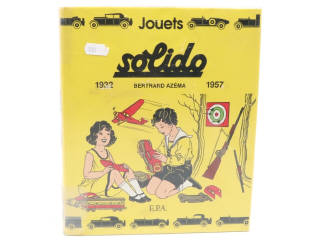 Jouets
solido
1932 BERTRAND AZÉMA 1957
E.P.A.